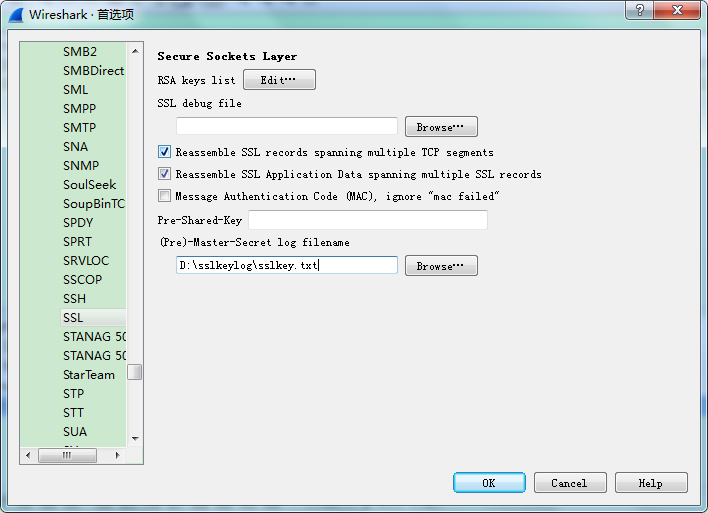 Wireshark · 首选项
SMB2
SMBDirect
SML
SMPP
SMTP
SNA
SNMP
SoulSeek
SoupBinTC
SPDY
SPRT
SRVLOC
SSCOP
SSH
SSL
STANAG 50
STANAG 50
StarTeam
STP
STT
SUA
Secure Sockets Layer
RSA keys list Edit…
SSL debug file
Browse…
Reassemble SSL records spanning multiple TCP segments
Reassemble SSL Application Data spanning multiple SSL records
Message Authentication Code (MAC), ignore "mac failed"
Pre-Shared-Key
(Pre)-Master-Secret log filename
D:\sslkeylog\sslkey.txt Browse…
OK Cancel Help